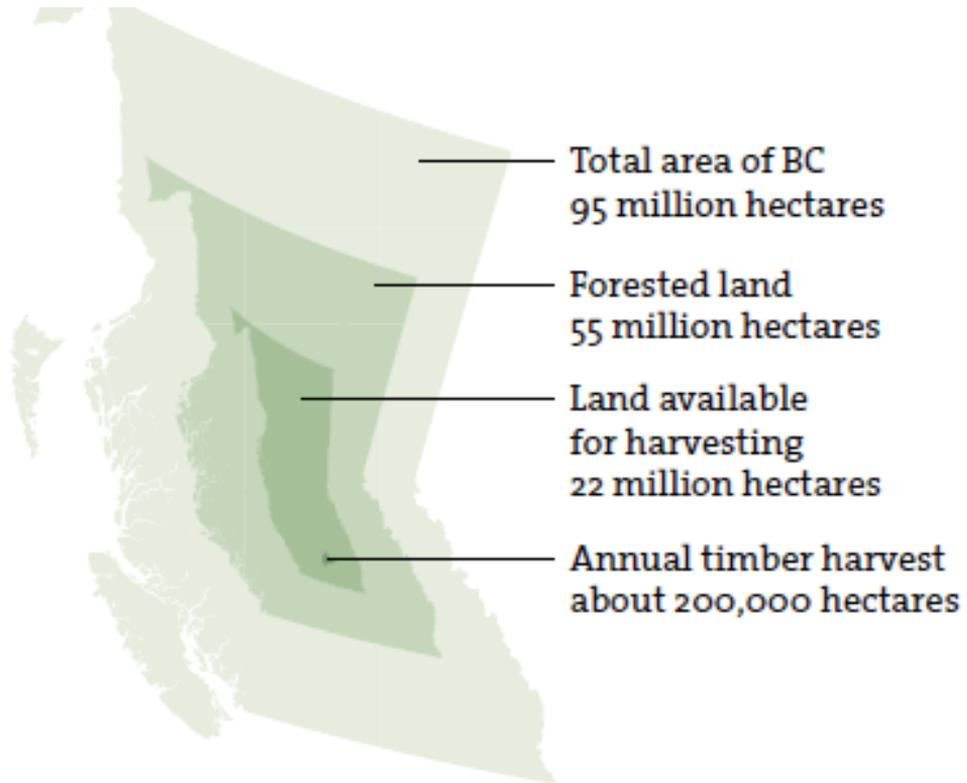 Total area of BC
95 million hectares
Forested land
55 million hectares
Land available
for harvesting
22 million hectares
Annual timber harvest
about 200,000 hectares